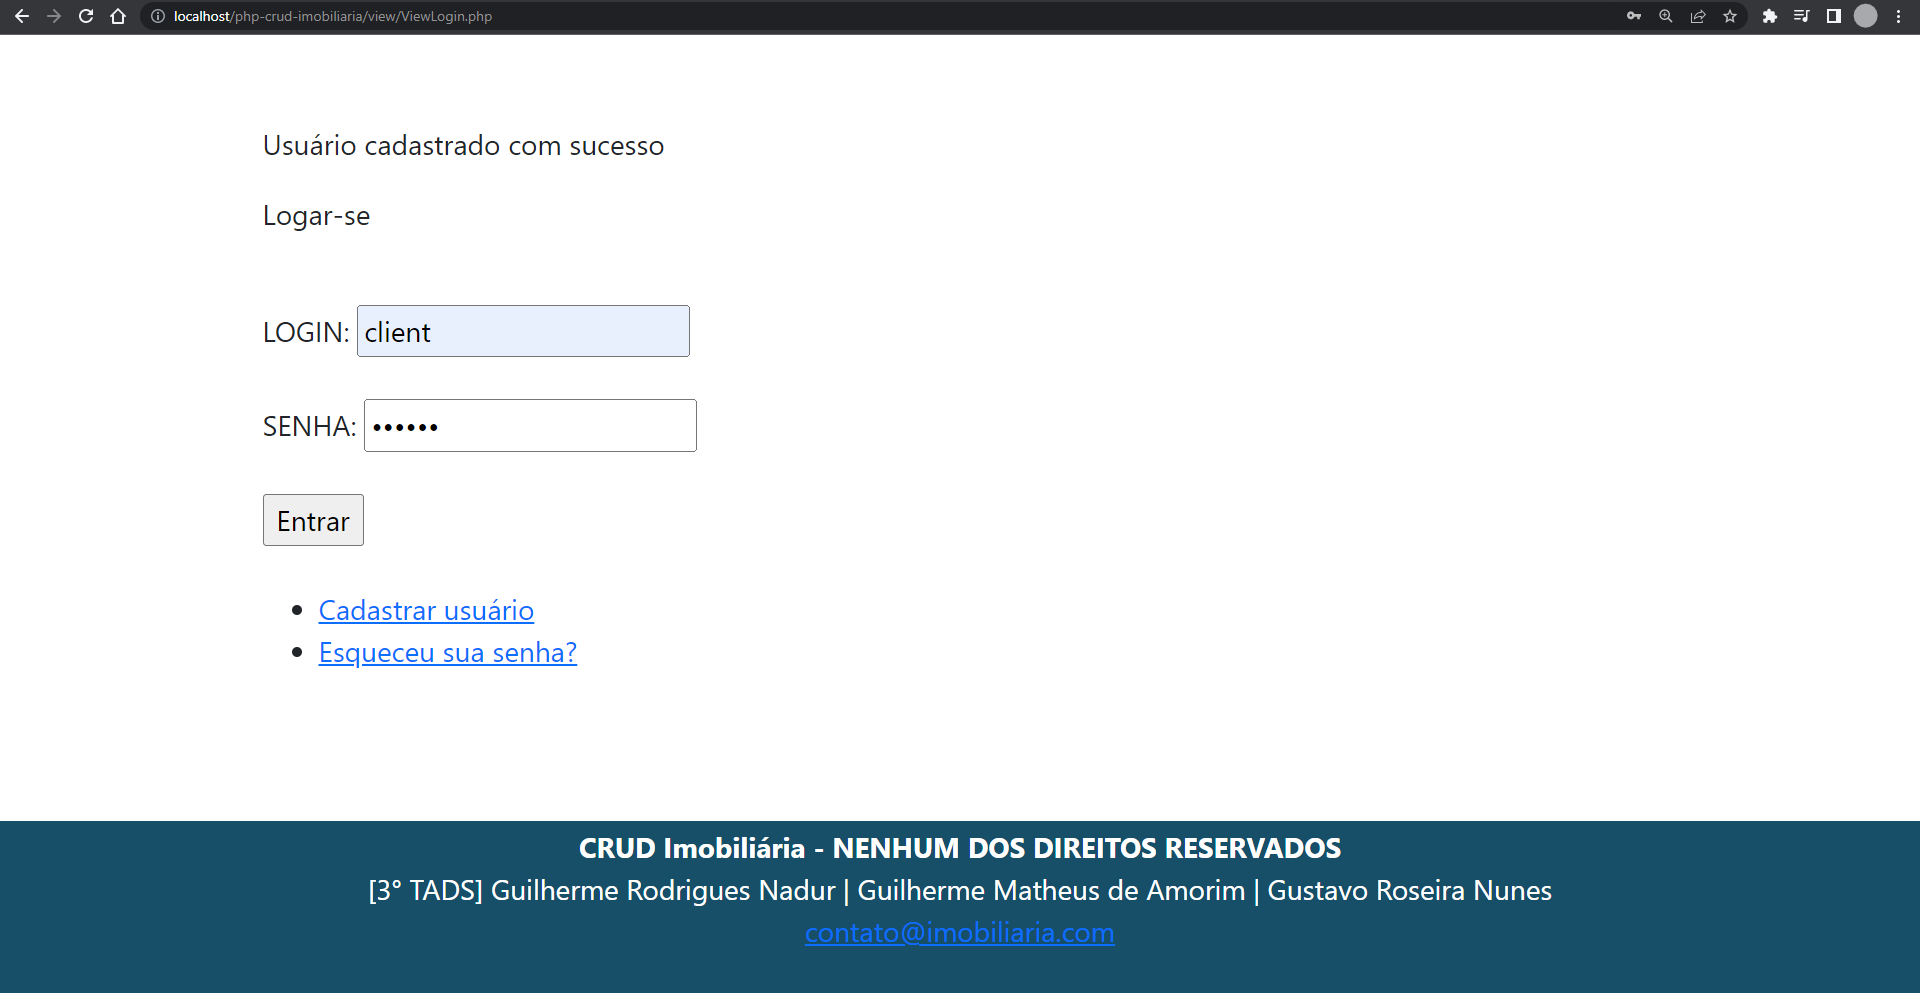 localhost/php-crud-imobiliaria/view/ViewLogin.php
Usuário cadastrado com sucesso
Logar-se
LOGIN: client
SENHA: ••••••
Entrar
• Cadastrar usuário
• Esqueceu sua senha?
CRUD Imobiliária - NENHUM DOS DIREITOS RESERVADOS
[3° TADS] Guilherme Rodrigues Nadur | Guilherme Matheus de Amorim | Gustavo Roseira Nunes
contato@imobiliaria.com